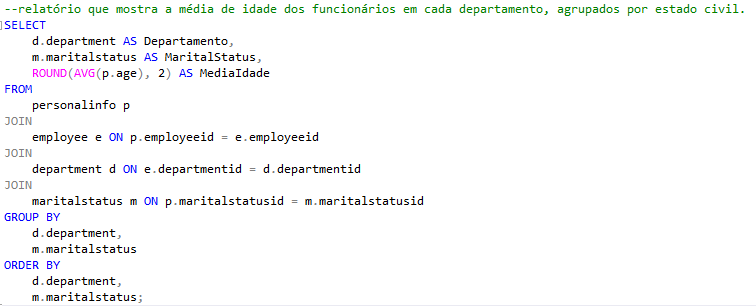 --relatório que mostra a média de idade dos funcionários em cada departamento, agrupados por estado civil.
SELECT
    d.department AS Departamento,
    m.maritalstatus AS MaritalStatus,
    ROUND(AVG(p.age), 2) AS MediaIdade
FROM
    personalinfo p
JOIN
    employee e ON p.employeeid = e.employeeid
JOIN
    department d ON e.departmentid = d.departmentid
JOIN
    maritalstatus m ON p.maritalstatusid = m.maritalstatusid
GROUP BY
    d.department,
    m.maritalstatus
ORDER BY
    d.department,
    m.maritalstatus;